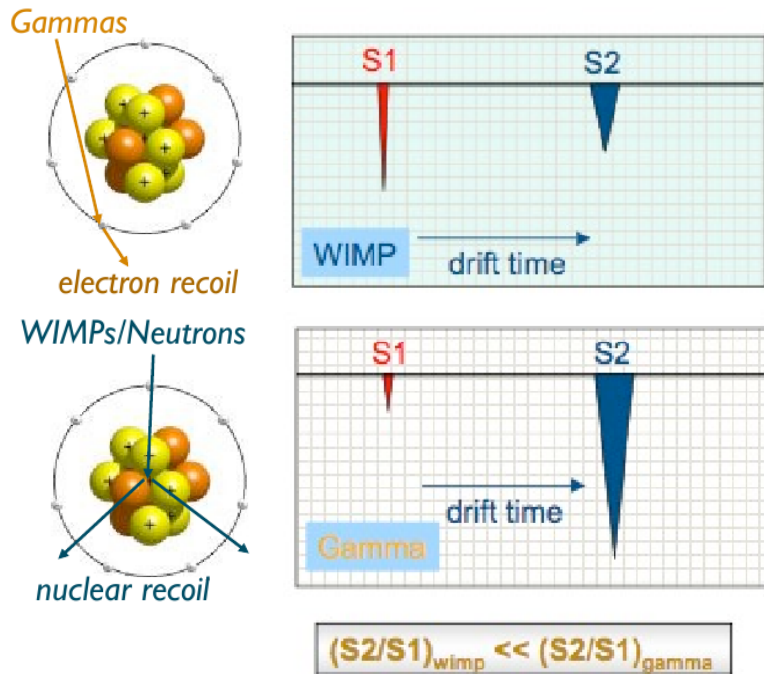 Gammas
electron recoil
S1 S2
WIMP
drift time
WIMPs/Neutrons
nuclear recoil
S1 S2
drift time
Gamma
(S2/S1)wimp << (S2/S1)gamma